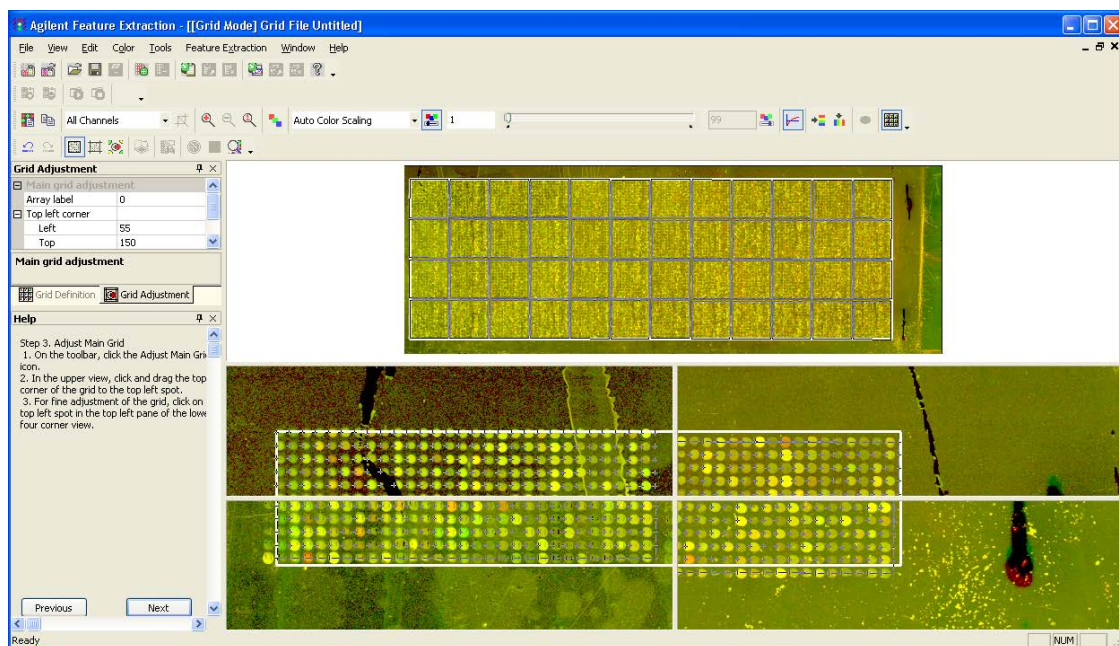 Agilent Feature Extraction - [[Grid Mode] Grid File Untitled]
File View Edit Color Tools Feature Extraction Window Help
All Channels Auto Color Scaling 1 99
Grid Adjustment
Main grid adjustment
Array label 0
Top left corner
Left 55
Top 150
Main grid adjustment
Grid Definition Grid Adjustment
Help
Step 3. Adjust Main Grid
1. On the toolbar, click the Adjust Main Gri
icon.
2. In the upper view, click and drag the top
corner of the grid to the top left spot.
3. For fine adjustment of the grid, click on
top left spot in the top left pane of the lowe
four corner view.
Previous Next
Ready NUM